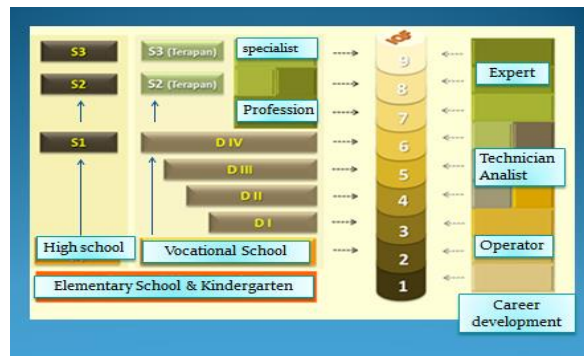 S3
S3 (Terapan)
specialist
9
Expert
S2
S2 (Terapan)
8
Profession
7
S1
D IV
6
Technician
Analist
D III
5
D II
4
D I
3
Operator
High school
Vocational School
2
Elementary School & Kindergarten
1
Career
development